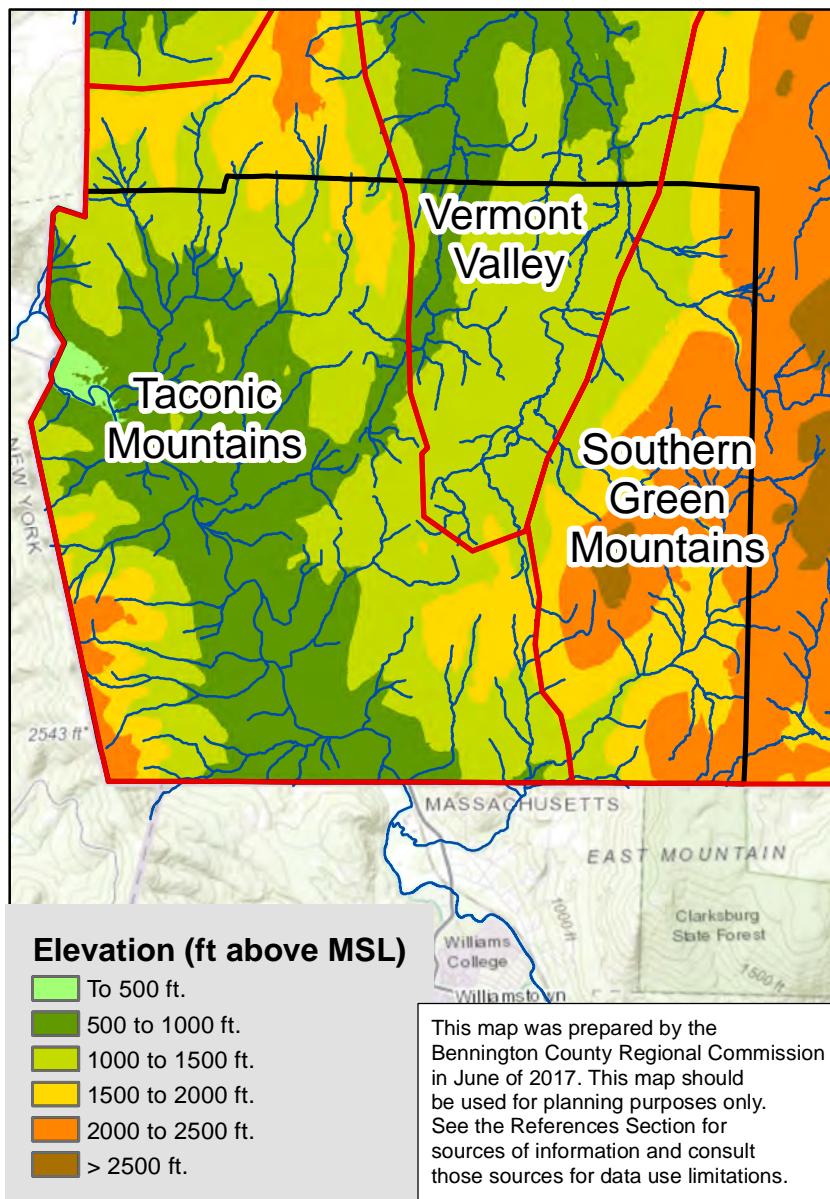 Vermont
Valley
Taconic
Mountains
Southern
Green
Mountains
NEW YORK
2543 ft
MASSACHUSETTS
EAST MOUNTAIN
1000 ft
Clarksburg
State Forest
Williams
College
1500 ft
Williamstown
Elevation (ft above MSL)
To 500 ft.
500 to 1000 ft.
1000 to 1500 ft.
1500 to 2000 ft.
2000 to 2500 ft.
> 2500 ft.
This map was prepared by the
Bennington County Regional Commission
in June of 2017. This map should
be used for planning purposes only.
See the References Section for
sources of information and consult
those sources for data use limitations.